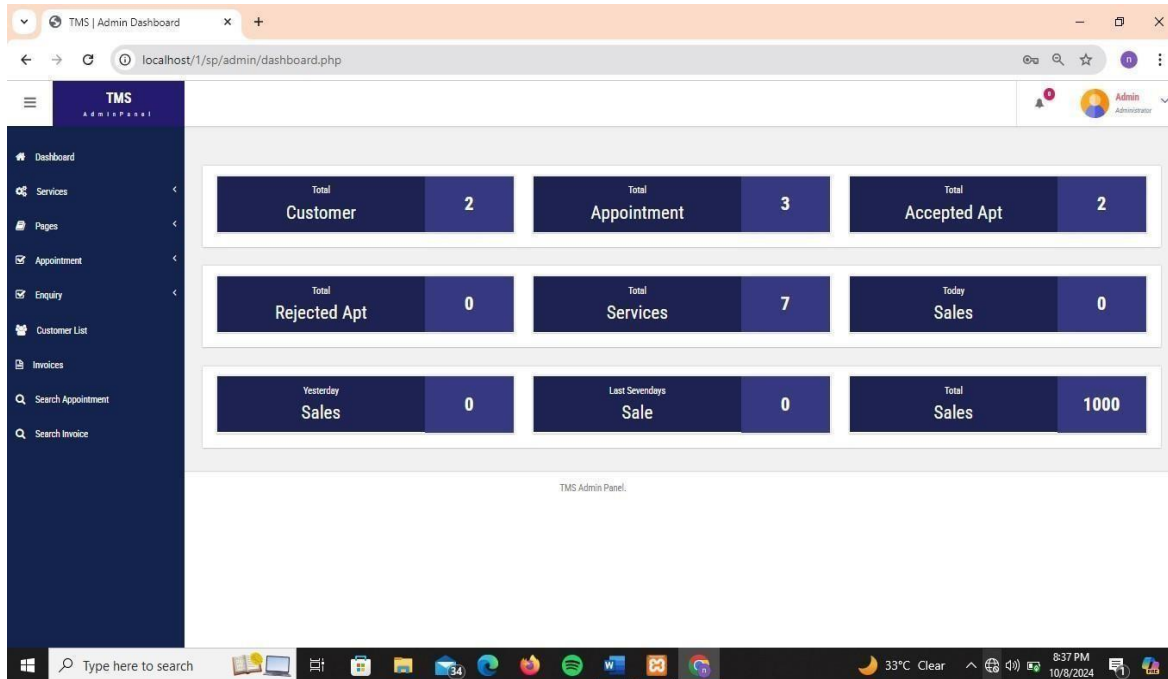 TMS | Admin Dashboard
localhost/1/sp/admin/dashboard.php
n
TMS
AdminPanel
0
Admin
Administrator
Dashboard
Services
Pages
Appointment
Enquiry
Customer List
Invoices
Search Appointment
Search Invoice
Total
Customer
2
Total
Appointment
3
Total
Accepted Apt
2
Total
Rejected Apt
0
Total
Services
7
Today
Sales
0
Yesterday
Sales
0
Last Sevendays
Sale
0
Total
Sales
1000
TMS Admin Panel.
Type here to search
34
W
n
33°C Clear
8:37 PM
10/8/2024
1